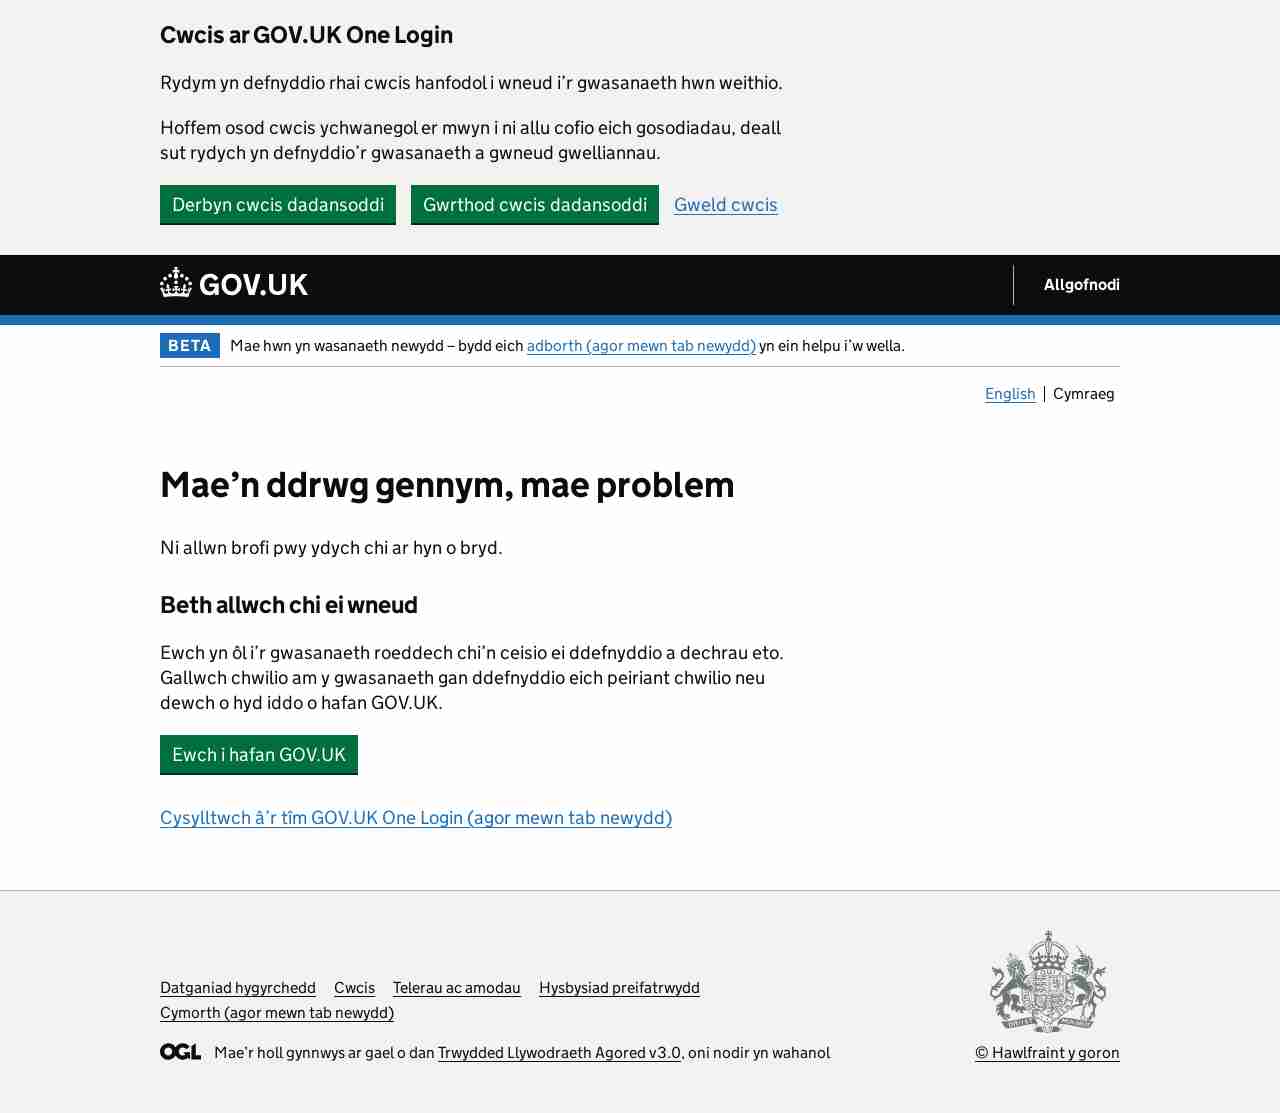 Cwcis ar GOV.UK One Login
Rydym yn defnyddio rhai cwcis hanfodol i wneud i’r gwasanaeth hwn weithio.
Hoffem osod cwcis ychwanegol er mwyn i ni allu cofio eich gosodiadau, deall
sut rydych yn defnyddio’r gwasanaeth a gwneud gwelliannau.
Derbyn cwcis dadansoddi Gwrthod cwcis dadansoddi Gweld cwcis
GOV.UK Allgofnodi
BETA Mae hwn yn wasanaeth newydd – bydd eich adborth (agor mewn tab newydd) yn ein helpu i’w wella.
English Cymraeg
Mae’n ddrwg gennym, mae problem
Ni allwn brofi pwy ydych chi ar hyn o bryd.
Beth allwch chi ei wneud
Ewch yn ôl i’r gwasanaeth roeddech chi’n ceisio ei ddefnyddio a dechrau eto.
Gallwch chwilio am y gwasanaeth gan ddefnyddio eich peiriant chwilio neu
dewch o hyd iddo o hafan GOV.UK.
Ewch i hafan GOV.UK
Cysylltwch â’r tîm GOV.UK One Login (agor mewn tab newydd)
Datganiad hygyrchedd Cwcis Telerau ac amodau Hysbysiad preifatrwydd
Cymorth (agor mewn tab newydd)
OGL Mae’r holl gynnwys ar gael o dan Trwydded Llywodraeth Agored v3.0, oni nodir yn wahanol
© Hawlfraint y goron